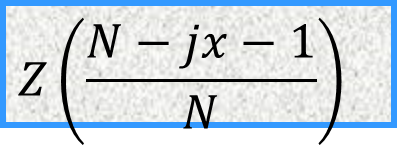 Z((N − jx − 1)/N)